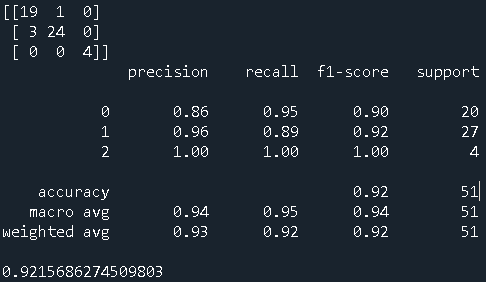 [[19  1  0]
 [ 3 24  0]
 [ 0  0  4]]
              precision    recall  f1-score   support

           0       0.86      0.95      0.90        20
           1       0.96      0.89      0.92        27
           2       1.00      1.00      1.00         4

    accuracy                           0.92        51
   macro avg       0.94      0.95      0.94        51
weighted avg       0.93      0.92      0.92        51

0.9215686274509803